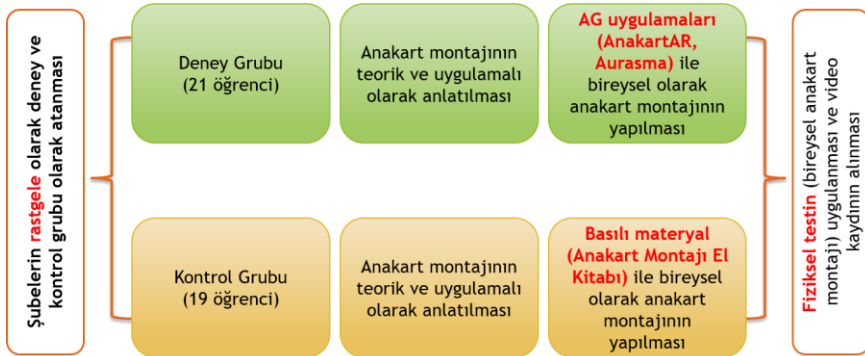 Şubelerin rastgele olarak deney ve
kontrol grubu olarak atanması
Deney Grubu
(21 öğrenci)
Anakart montajının
teorik ve uygulamalı
olarak anlatılması
AG uygulamaları
(AnakartAR,
Aurasma) ile
bireysel olarak
anakart montajının
yapılması
Kontrol Grubu
(19 öğrenci)
Anakart montajının
teorik ve uygulamalı
olarak anlatılması
Basılı materyal
(Anakart Montajı El
Kitabı) ile bireysel
olarak anakart
montajının
yapılması
Fiziksel testin (bireysel anakart
montajı) uygulanması ve video
kaydının alınması